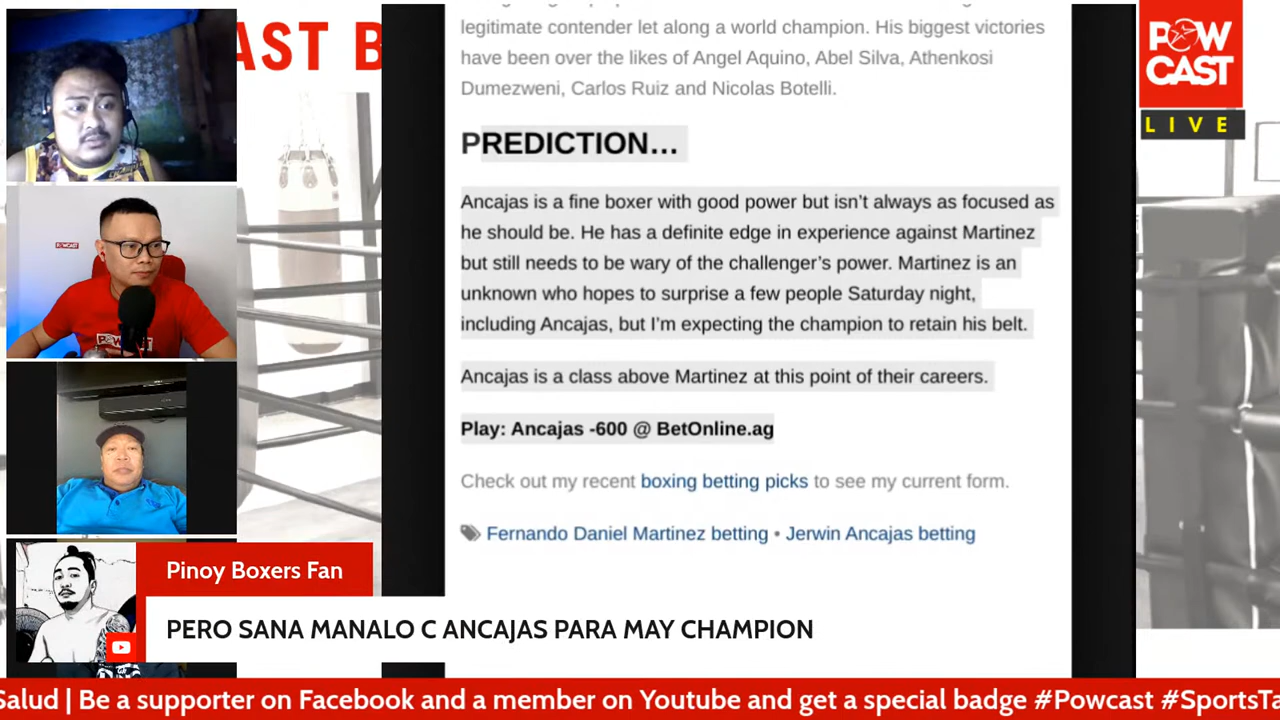 AST B
legitimate contender let along a world champion. His biggest victories
have been over the likes of Angel Aquino, Abel Silva, Athenkosi
Dumezweni, Carlos Ruiz and Nicolas Botelli.
PREDICTION...
Ancajas is a fine boxer with good power but isn't always as focused as
he should be. He has a definite edge in experience against Martinez
but still needs to be wary of the challenger's power. Martinez is an
unknown who hopes to surprise a few people Saturday night,
including Ancajas, but I'm expecting the champion to retain his belt.
Ancajas is a class above Martinez at this point of their careers.
Play: Ancajas -600 @ BetOnline.ag
Check out my recent boxing betting picks to see my current form.
Fernando Daniel Martinez betting • Jerwin Ancajas betting
POWCAST
LIVE
Pinoy Boxers Fan
PERO SANA MANALO C ANCAJAS PARA MAY CHAMPION
Salud | Be a supporter on Facebook and a member on Youtube and get a special badge #Powcast #SportsTa